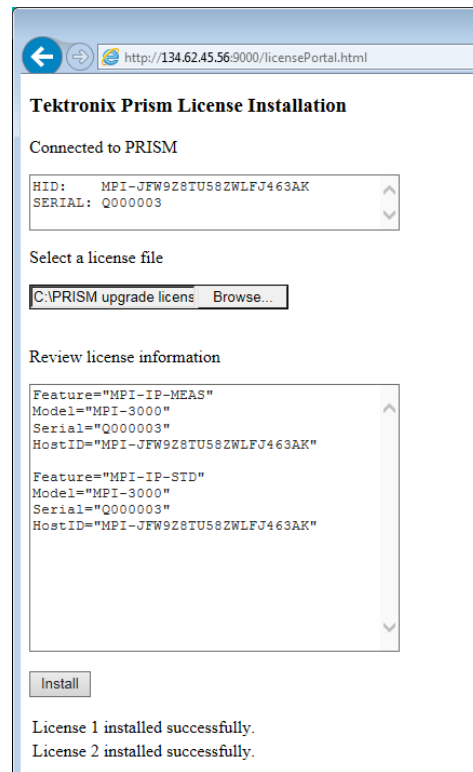 http://134.62.45.56:9000/licensePortal.html
Tektronix Prism License Installation
Connected to PRISM
HID: MPI-JFW9Z8TU58ZWLFJ463AK
SERIAL: Q000003
Select a license file
C:\PRISM upgrade licens Browse...
Review license information
Feature="MPI-IP-MEAS"
Model="MPI-3000"
Serial="Q000003"
HostID="MPI-JFW9Z8TU58ZWLFJ463AK"
Feature="MPI-IP-STD"
Model="MPI-3000"
Serial="Q000003"
HostID="MPI-JFW9Z8TU58ZWLFJ463AK"
Install
License 1 installed successfully.
License 2 installed successfully.